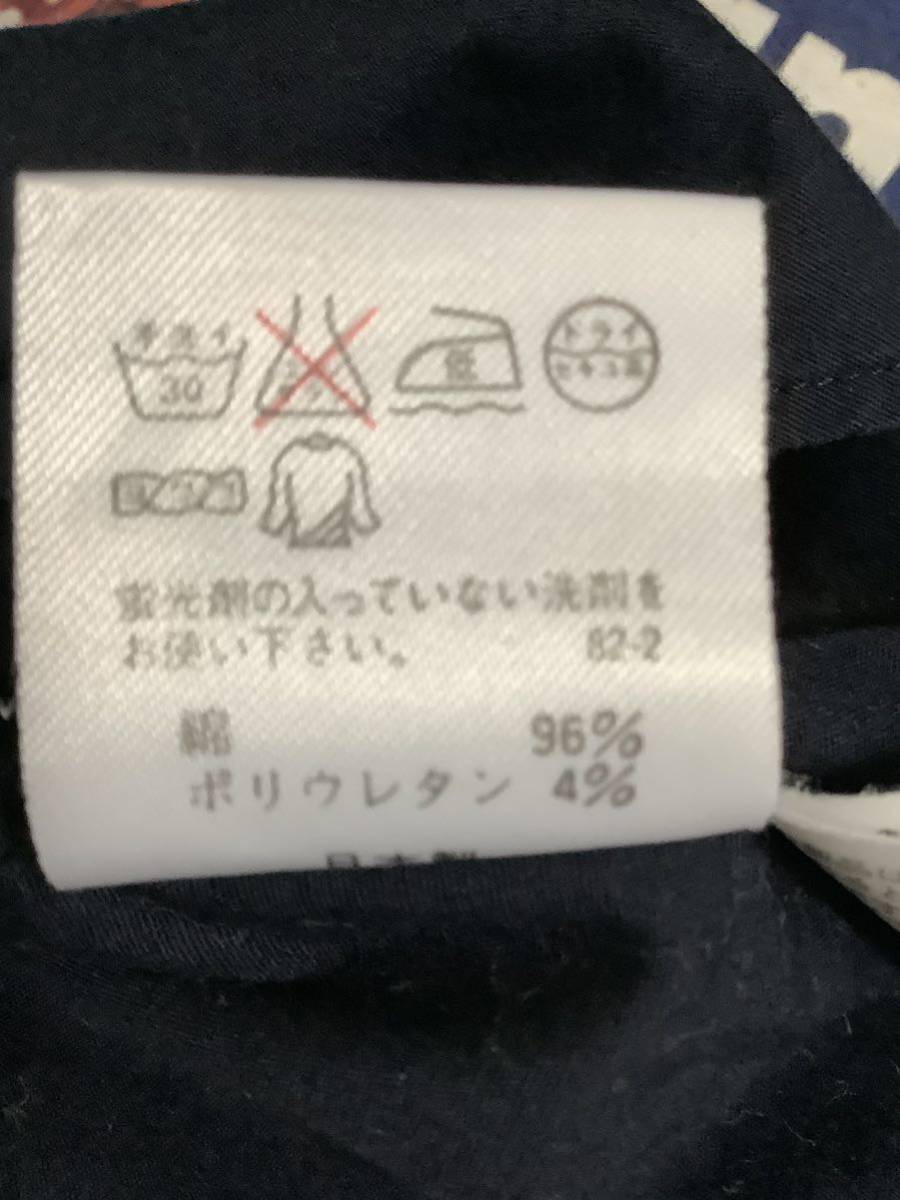 手洗イ
30
低
ドライ
セキユ系
蛍光剤の入っていない洗剤を
お使い下さい。 82-2
綿 96%
ポリウレタン 4%